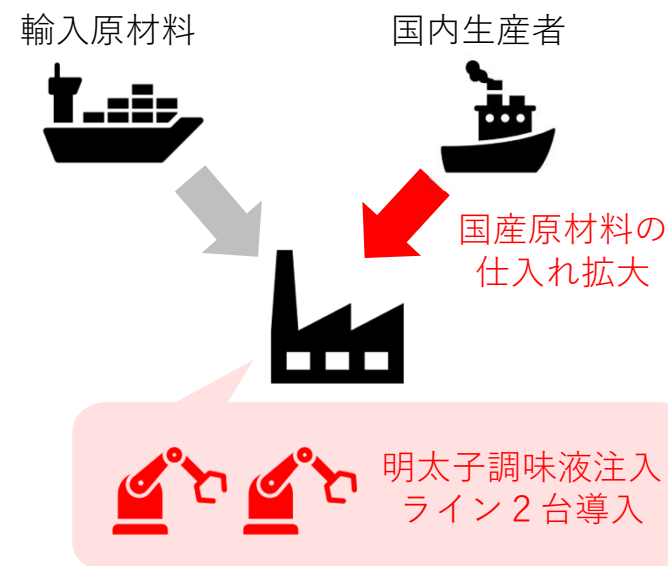 輸入原材料
国内生産者
国産原材料の
仕入れ拡大
明太子調味液注入
ライン２台導入